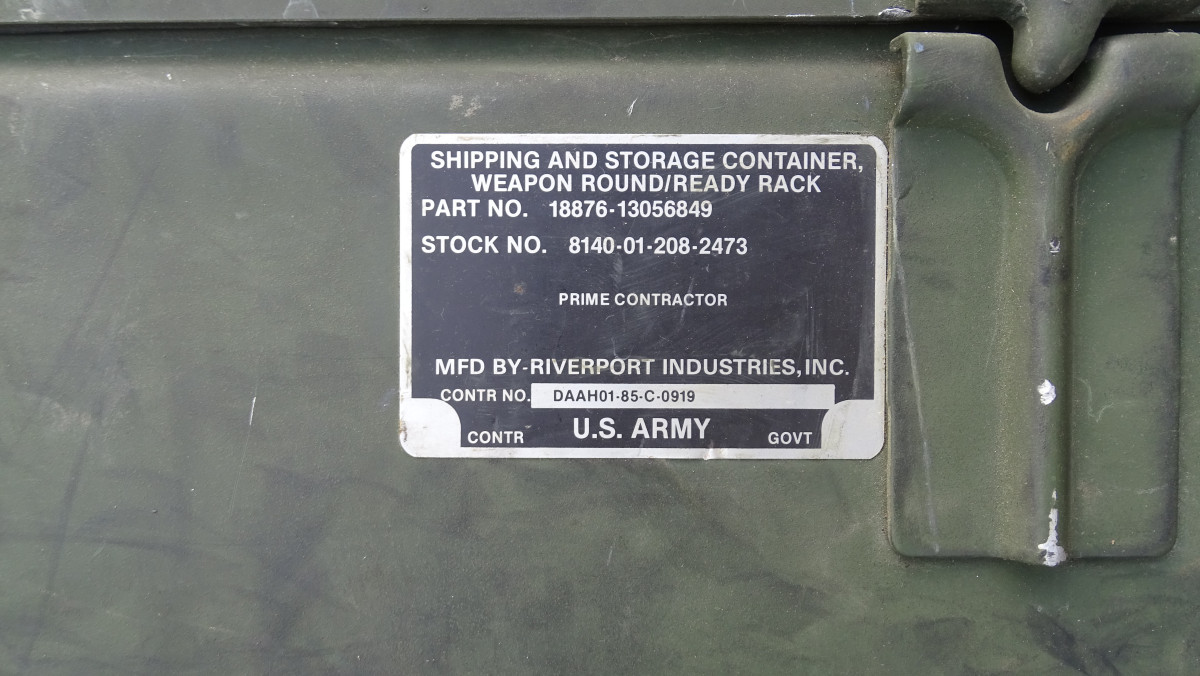 SHIPPING AND STORAGE CONTAINER,
WEAPON ROUND/READY RACK
PART NO. 18876-13056849
STOCK NO. 8140-01-208-2473
PRIME CONTRACTOR
MFD BY-RIVERPORT INDUSTRIES, INC.
CONTR NO. DAAH01-85-C-0919
CONTR U.S. ARMY GOVT